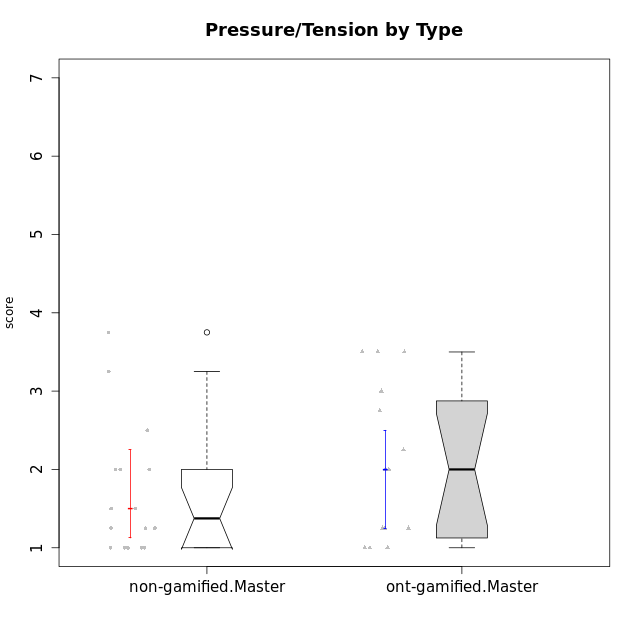 Pressure/Tension by Type
7
6
5
4
3
2
1
score
non-gamified.Master
ont-gamified.Master